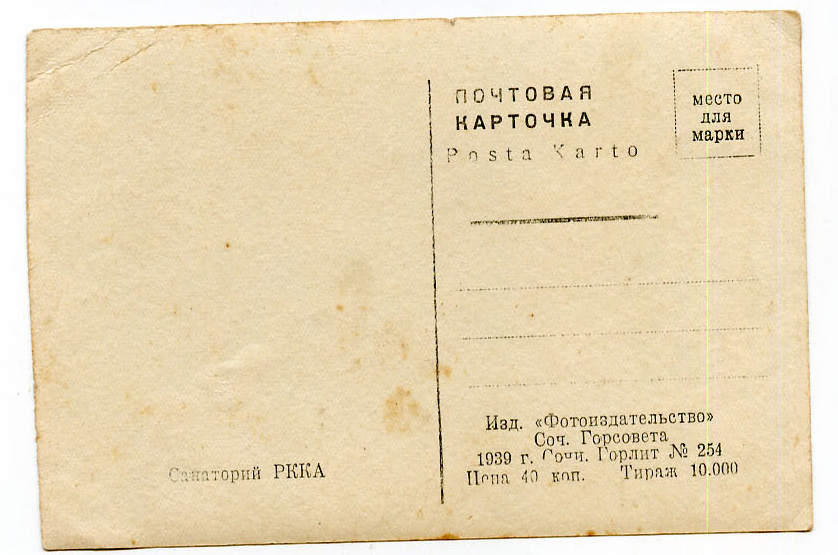 ПОЧТОВАЯ
КАРТОЧКА
Posta Karto
место
для
марки
Изд. «Фотоиздательство»
Соч. Горсовета
1939 г. Сочи. Горлит № 254
Цена 40 коп. Тираж 10.000
Санаторий РККА